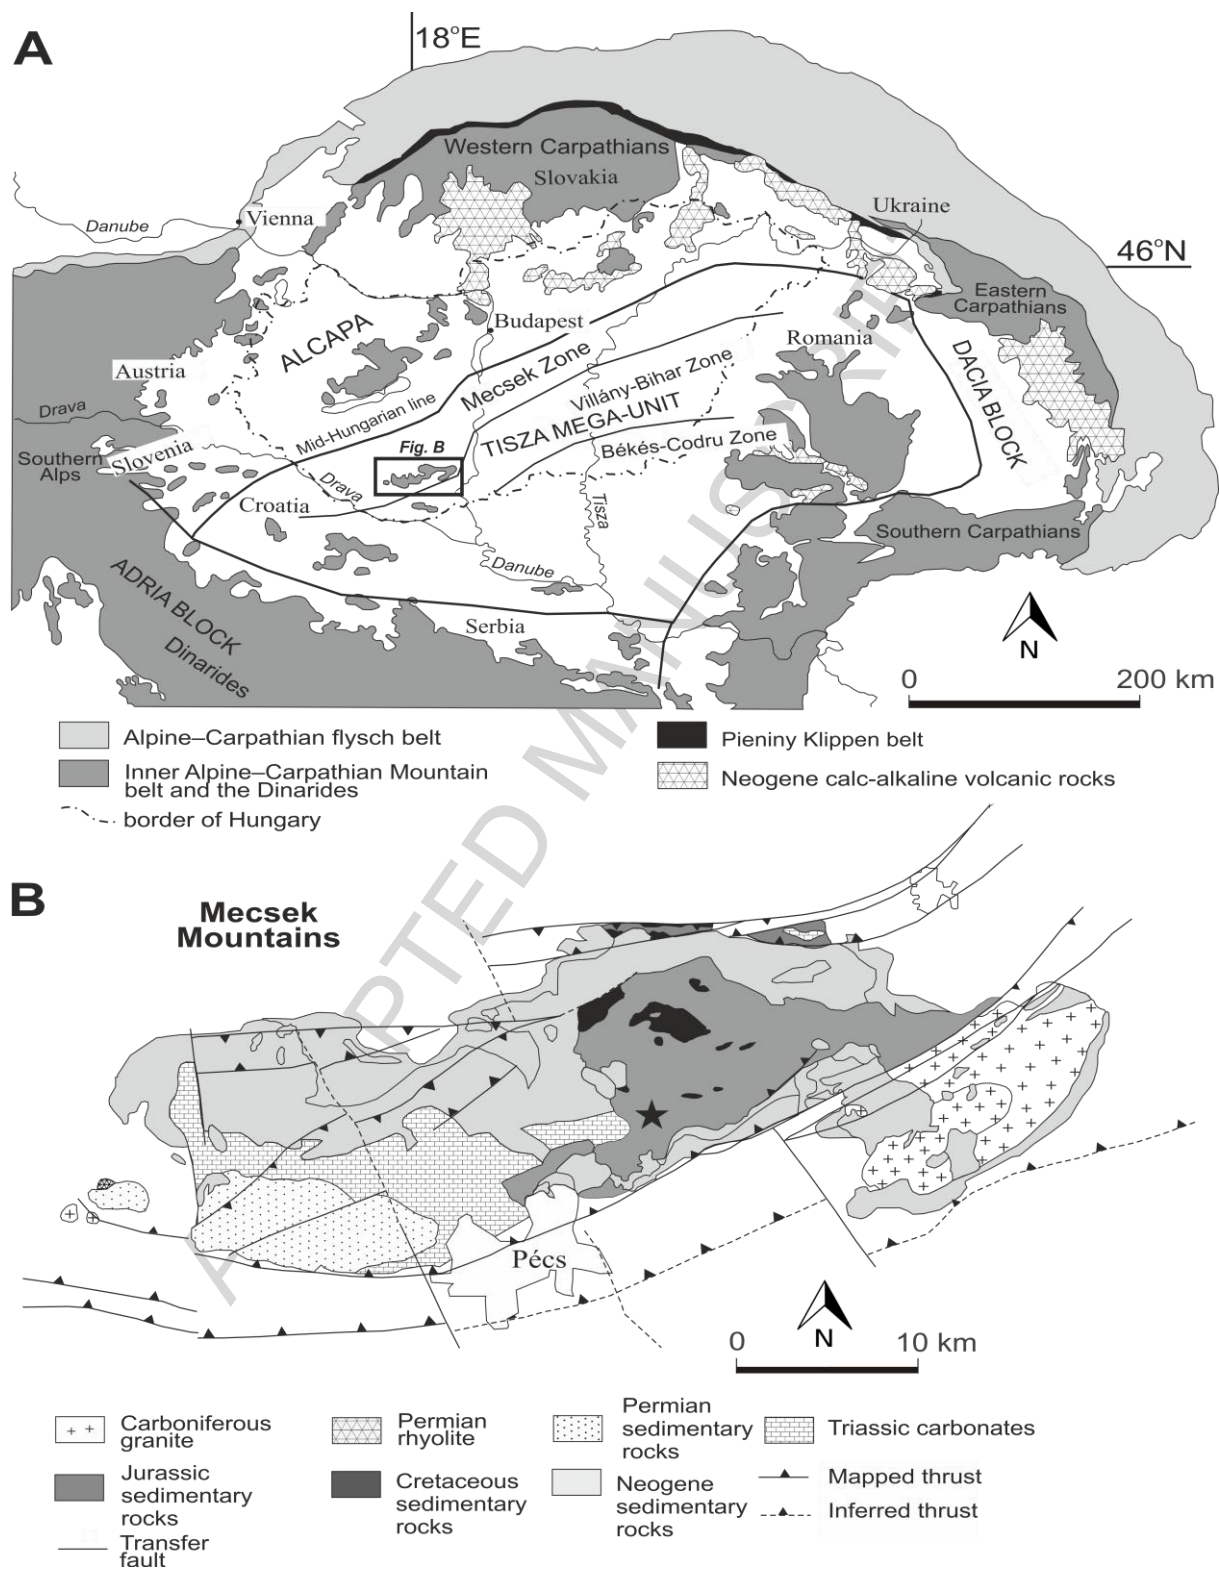 A
18°E
Western Carpathians
Slovakia
Ukraine
Danube
Vienna
46°N
Eastern
Carpathians
ALCAPA
Budapest
Romania
Austria
Mecsek Zone
DACIA BLOCK
Villány-Bihar Zone
Mid-Hungarian line
Drava
TISZA MEGA-UNIT
Southern
Alps
Slovenia
Fig. B
Békés-Codru Zone
Drava
Croatia
Tisza
Southern Carpathians
Danube
ADRIA BLOCK
Dinarides
Serbia
N
0 200 km
Alpine–Carpathian flysch belt
Pieniny Klippen belt
Inner Alpine–Carpathian Mountain
belt and the Dinarides
Neogene calc-alkaline volcanic rocks
border of Hungary
B
Mecsek
Mountains
Pécs
N
0 10 km
Carboniferous
granite
Permian
rhyolite
Permian
sedimentary
rocks
Triassic carbonates
Jurassic
sedimentary
rocks
Cretaceous
sedimentary
rocks
Neogene
sedimentary
rocks
Mapped thrust
Inferred thrust
Transfer
fault